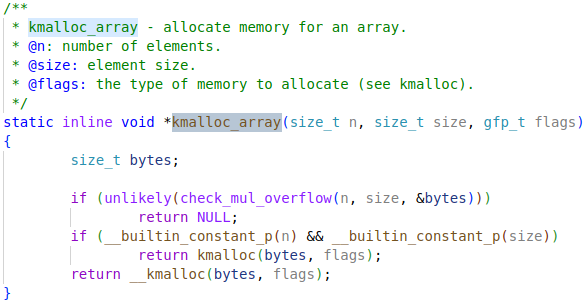 /**
 * kmalloc_array - allocate memory for an array.
 * @n: number of elements.
 * @size: element size.
 * @flags: the type of memory to allocate (see kmalloc).
 */
static inline void *kmalloc_array(size_t n, size_t size, gfp_t flags)
{
        size_t bytes;

        if (unlikely(check_mul_overflow(n, size, &bytes)))
                return NULL;
        if (__builtin_constant_p(n) && __builtin_constant_p(size))
                return kmalloc(bytes, flags);
        return __kmalloc(bytes, flags);
}